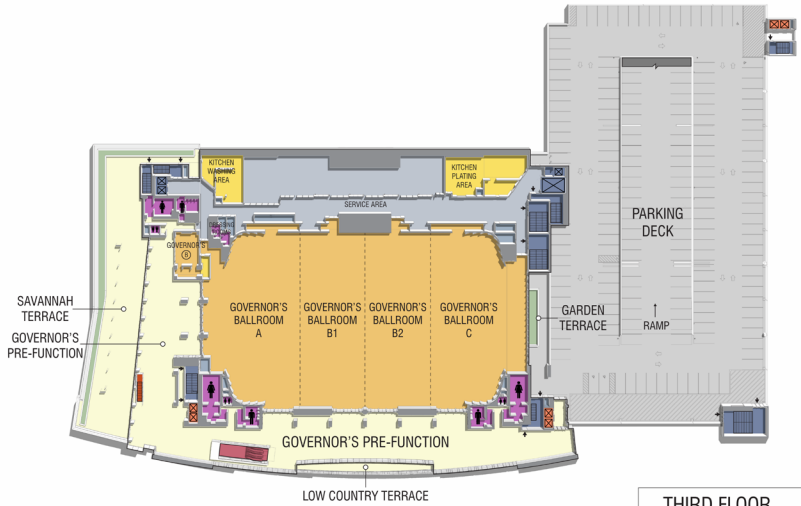 KITCHEN
WASHING
AREA
KITCHEN
PLATING
AREA
SERVICE AREA
PARKING
DECK
GOVERNOR'S
B
SAVANNAH
TERRACE
GOVERNOR'S
PRE-FUNCTION
GOVERNOR'S
BALLROOM
A
GOVERNOR'S
BALLROOM
B1
GOVERNOR'S
BALLROOM
B2
GOVERNOR'S
BALLROOM
C
GARDEN
TERRACE
RAMP
GOVERNOR'S PRE-FUNCTION
LOW COUNTRY TERRACE
THIRD FLOOR